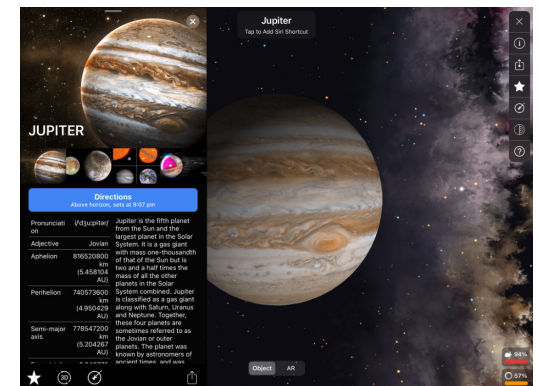 JUPITER
Directions
Above horizon, sets at 9:07 pm
Pronunciati
on
i/ˈdʒuːpɪtər/
Adjective
Jovian
Aphelion
816520800
km
(5.458104
AU)
Perihelion
740573600
km
(4.950429
AU)
Semi-major
axis
778547200
km
(5.204267
AU)
Jupiter is the fifth planet
from the Sun and the
largest planet in the Solar
System. It is a gas giant
with mass one-thousandth
of that of the Sun but is
two and a half times the
mass of all the other
planets in the Solar
System combined. Jupiter
is classified as a gas giant
along with Saturn, Uranus
and Neptune. Together,
these four planets are
sometimes referred to as
the Jovian or outer
planets. The planet was
known by astronomers of
ancient times, and was
3D
Jupiter
Tap to Add Siri Shortcut
Object
AR
94%
67%